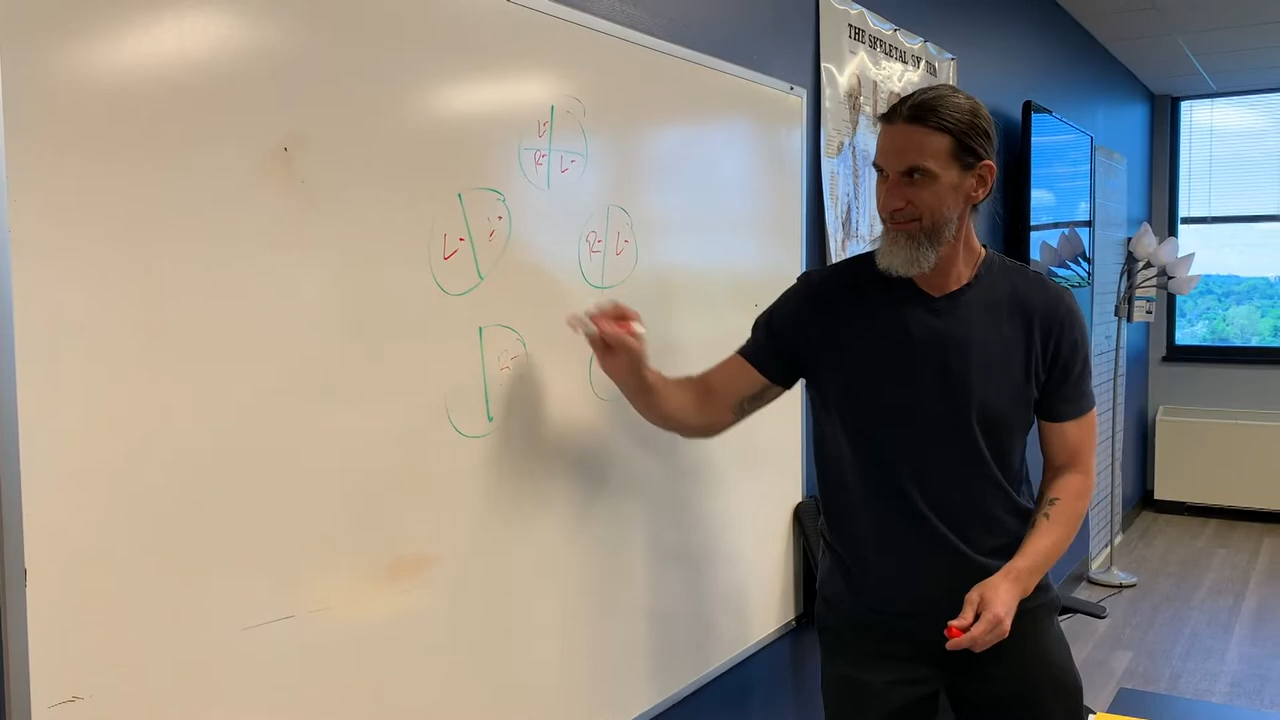 THE SKELETAL SYSTEM
L-
R- L-
L-
R- L-
R-